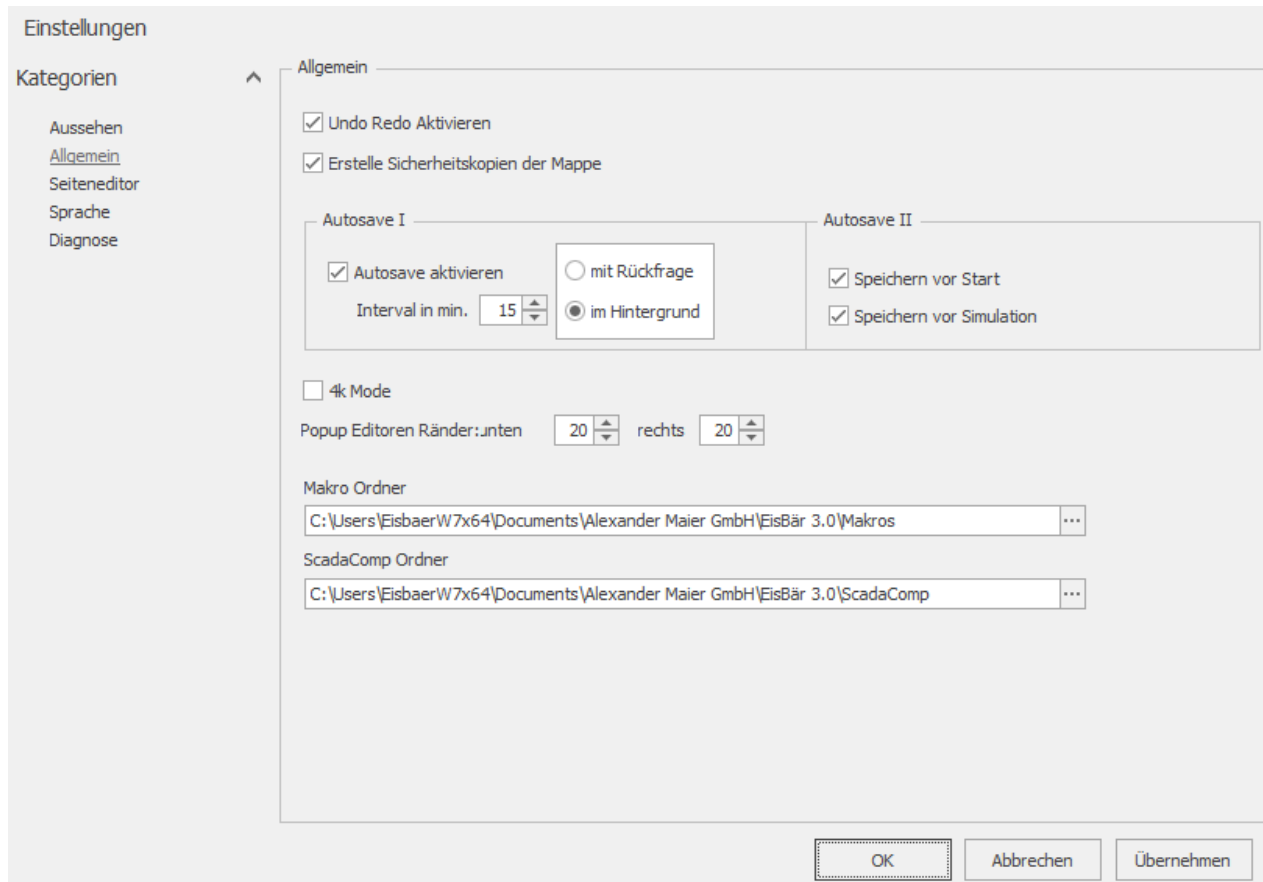 Einstellungen
Kategorien
Aussehen
Allgemein
Seiteneditor
Sprache
Diagnose
Allgemein
Undo Redo Aktivieren
Erstelle Sicherheitskopien der Mappe
Autosave I
Autosave aktivieren
Interval in min. 15
mit Rückfrage
im Hintergrund
Autosave II
Speichern vor Start
Speichern vor Simulation
4k Mode
Popup Editoren Ränder:unten 20 rechts 20
Makro Ordner
C:\Users\EisbaerW7x64\Documents\Alexander Maier GmbH\EisBär 3.0\Makros ...
ScadaComp Ordner
C:\Users\EisbaerW7x64\Documents\Alexander Maier GmbH\EisBär 3.0\ScadaComp ...
OK Abbrechen Übernehmen